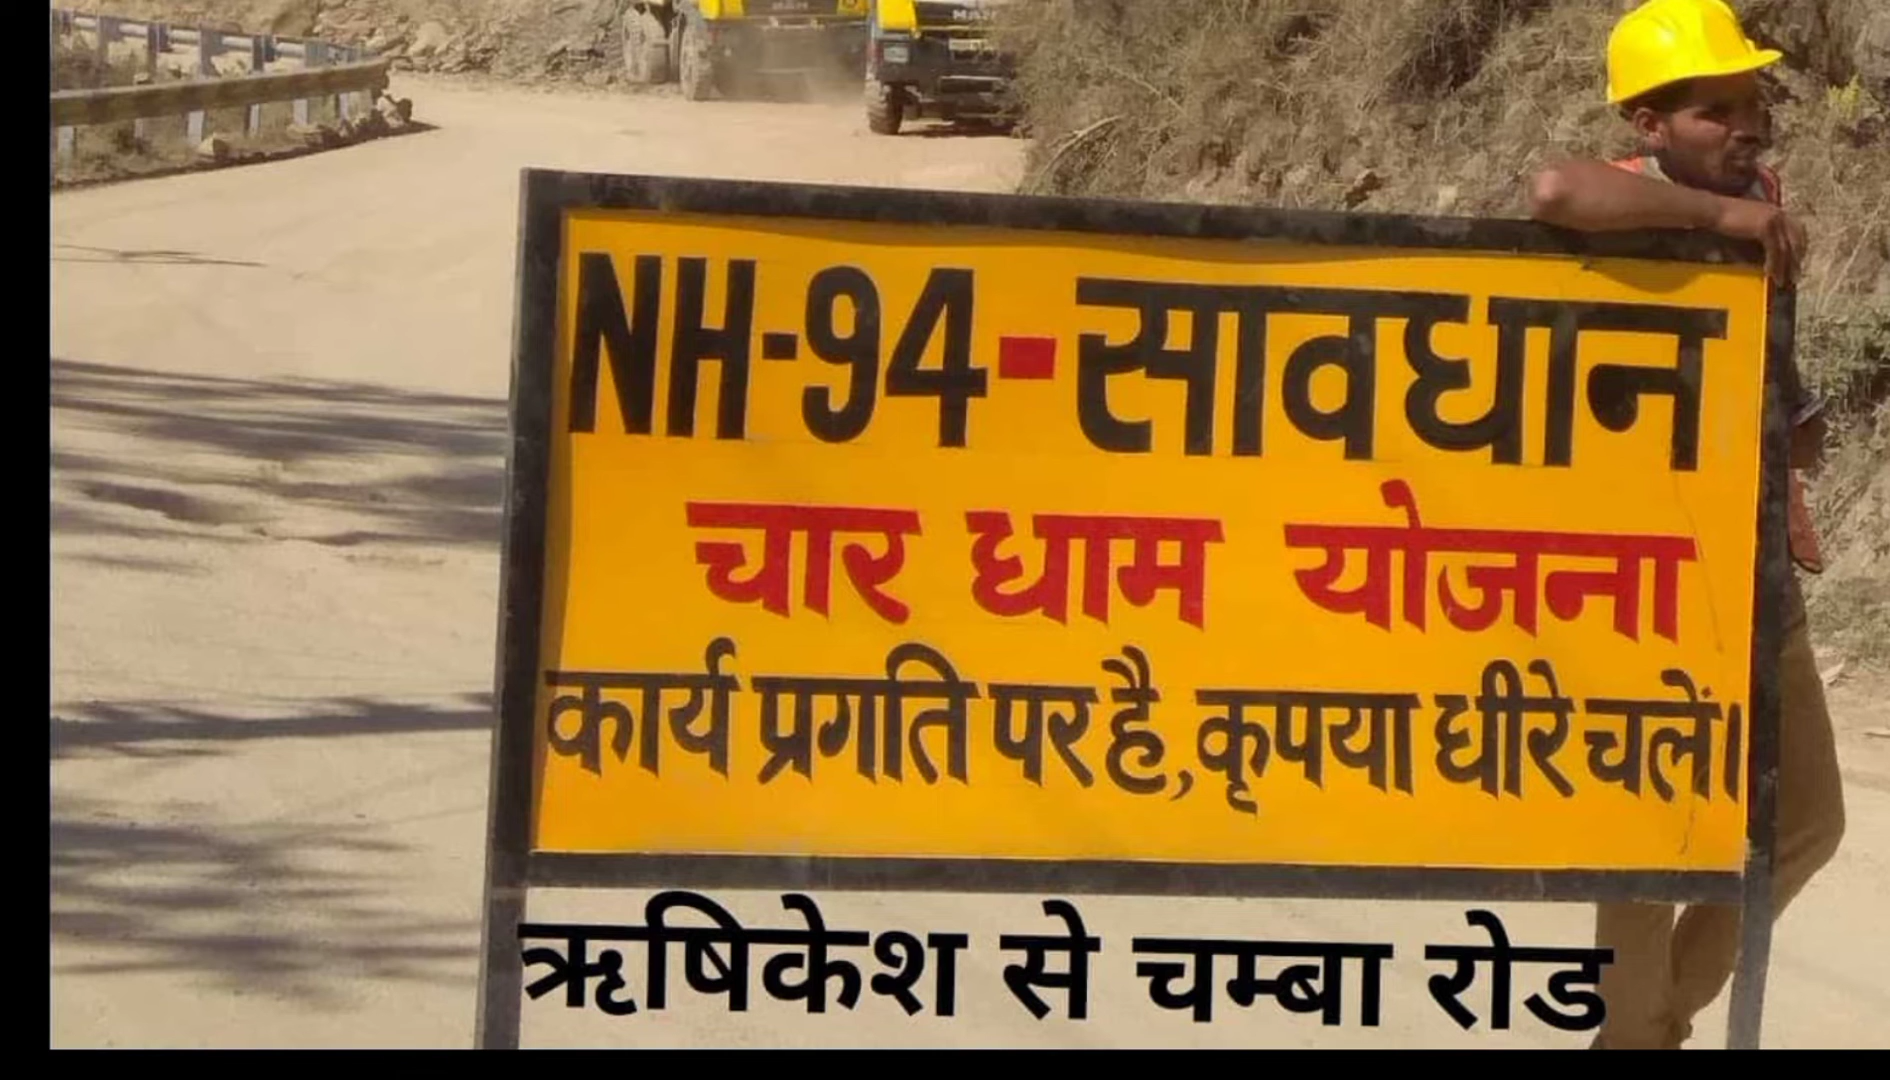 NH-94-सावधान
चार धाम योजना
कार्य प्रगति पर है, कृपया धीरे चलें।
ऋषिकेश से चम्बा रोड